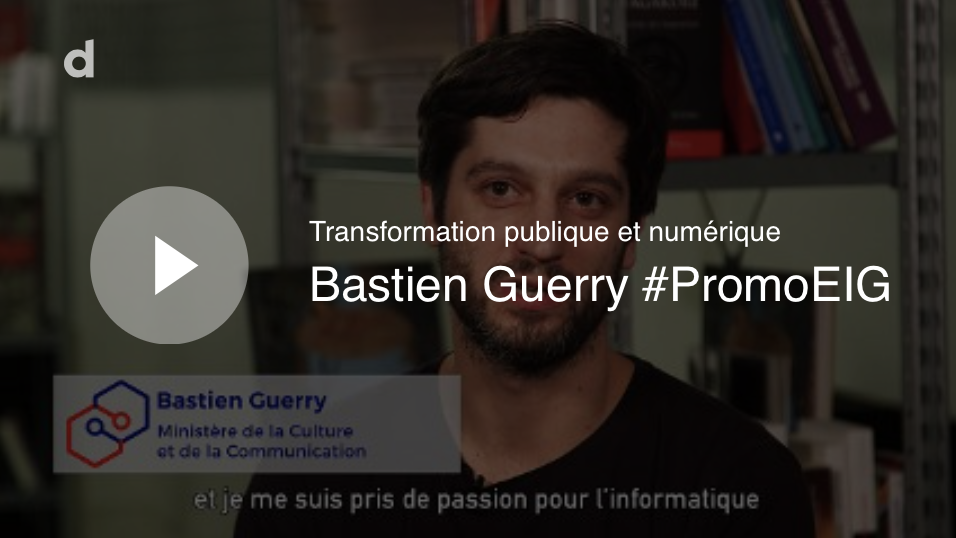 d
Transformation publique et numérique
Bastien Guerry #PromoEIG
Bastien Guerry
Ministère de la Culture
et de la Communication
et je me suis pris de passion pour l'informatique